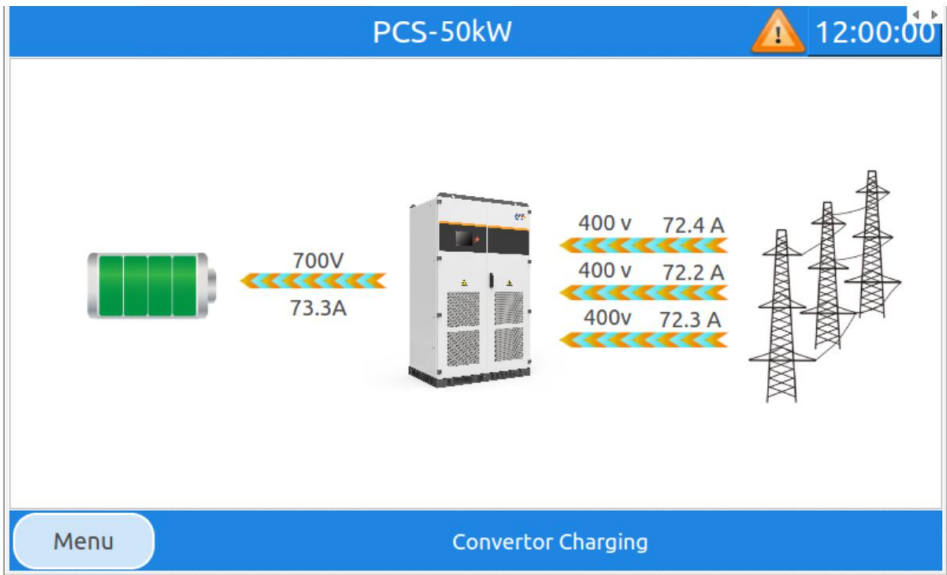 PCS-50kW
12:00:00
400 v 72.4 A
700V
400 v 72.2 A
73.3A
400v 72.3 A
Menu
Convertor Charging